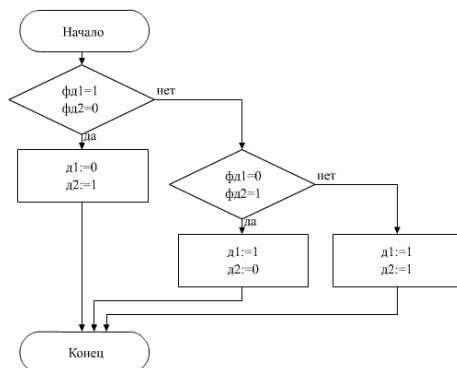 Начало
фд1=1
фд2=0
нет
да
д1:=0
д2:=1
фд1=0
фд2=1
нет
да
д1:=1
д2:=0
д1:=1
д2:=1
Конец